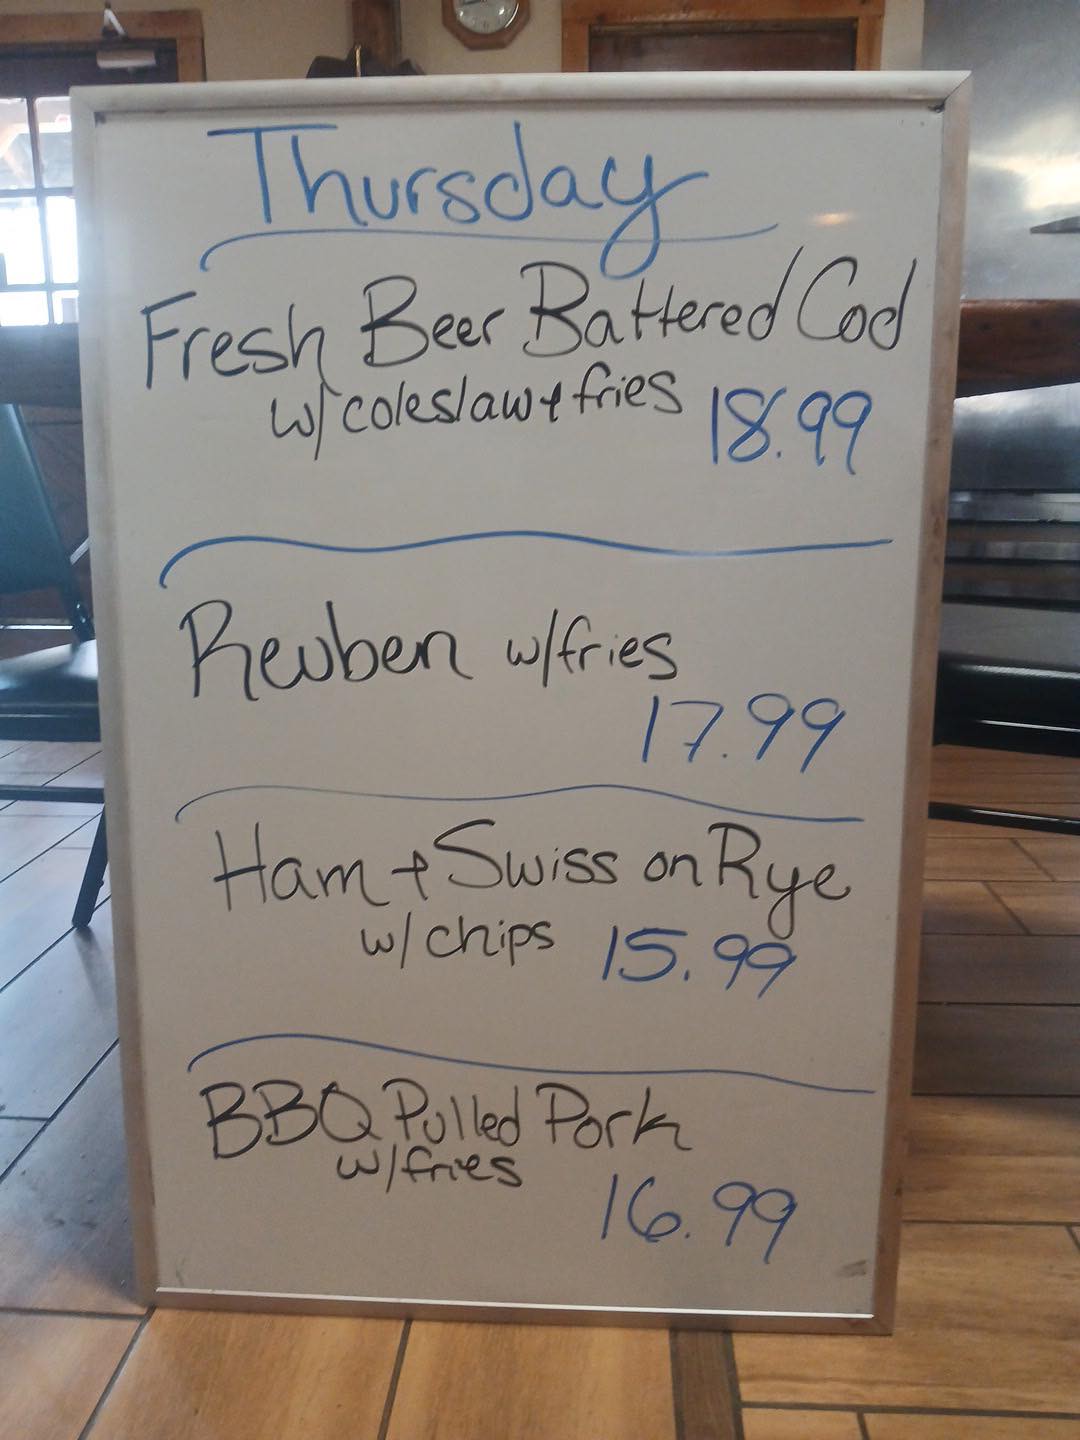 Thursday
Fresh Beer Battered Cod
w/ coleslaw + fries 18.99
Reuben w/fries
17.99
Ham + Swiss on Rye
w/ chips 15.99
BBQ Pulled Pork
w/fries
16.99